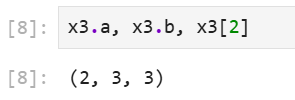 [8]: x3.a, x3.b, x3[2]
[8]: (2, 3, 3)